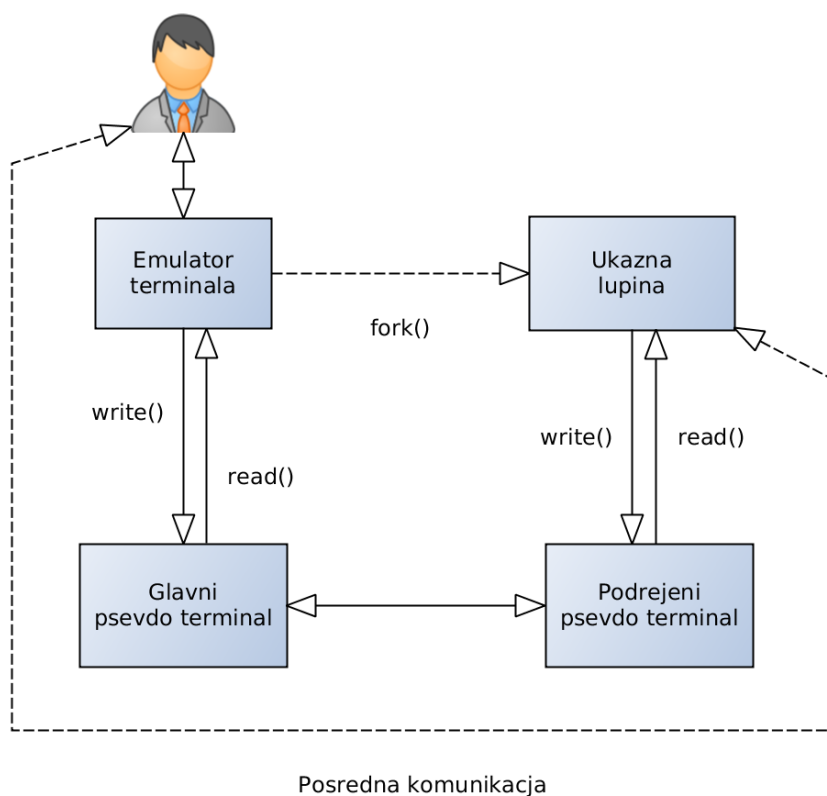 Emulator
terminala
Ukazna
lupina
fork()
write()
read()
write()
read()
Glavni
psevdo terminal
Podrejeni
psevdo terminal
Posredna komunikacja